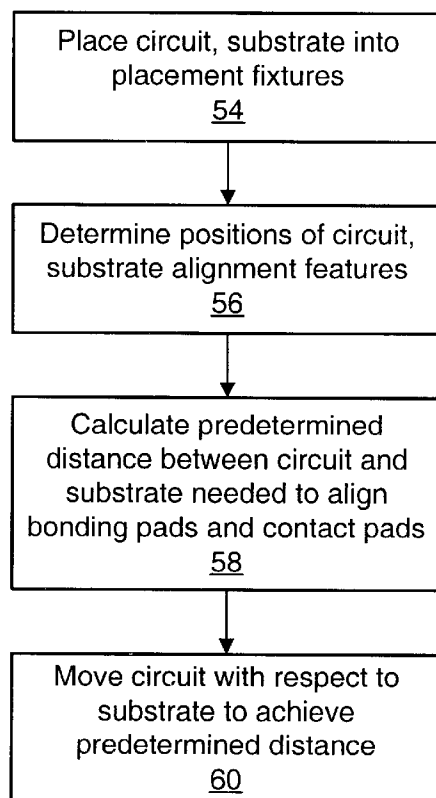 Place circuit, substrate into
placement fixtures
54
Determine positions of circuit,
substrate alignment features
56
Calculate predetermined
distance between circuit and
substrate needed to align
bonding pads and contact pads
58
Move circuit with respect to
substrate to achieve
predetermined distance
60